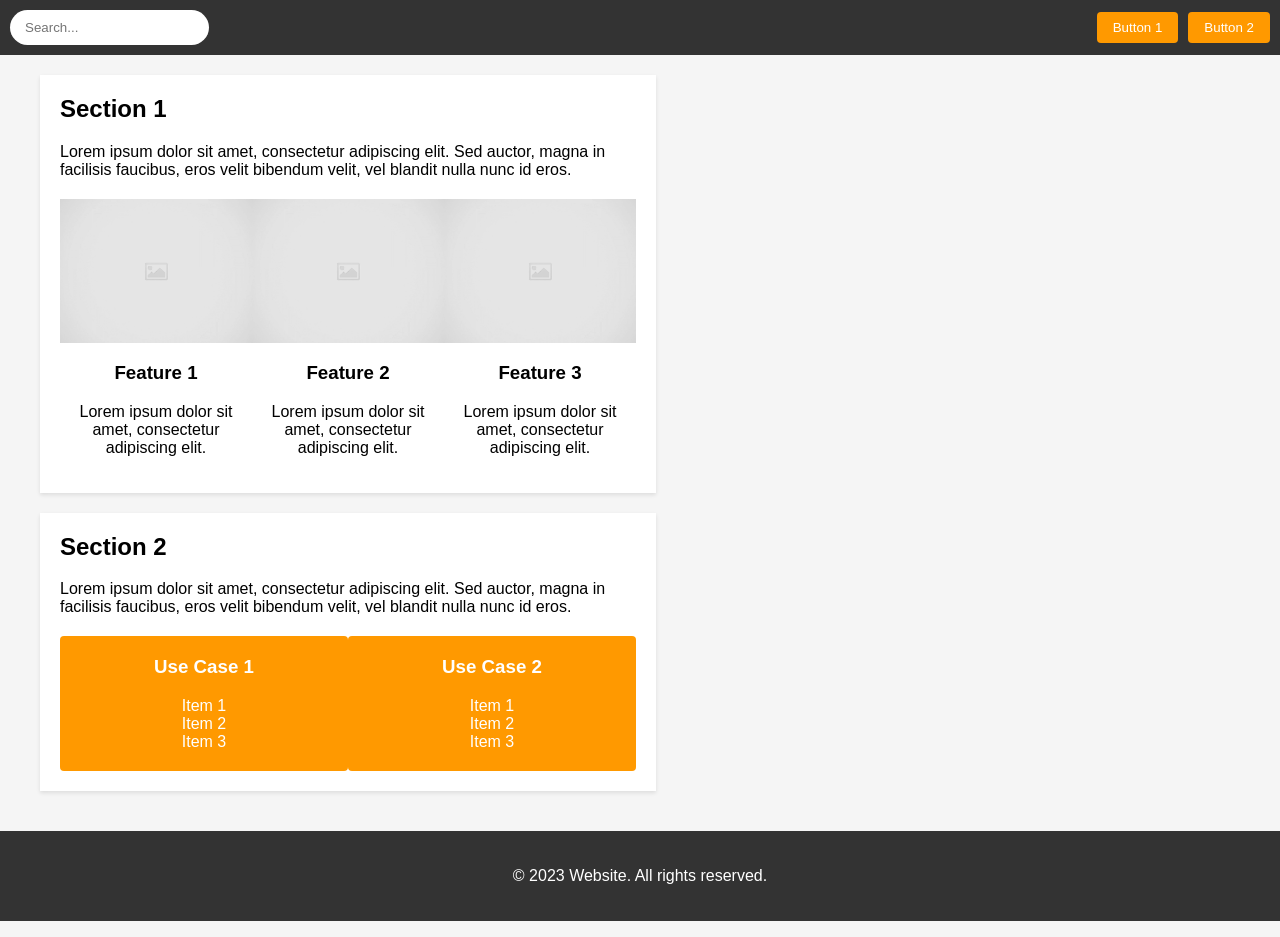 Search...
Button 1
Button 2
Section 1
Lorem ipsum dolor sit amet, consectetur adipiscing elit. Sed auctor, magna in
facilisis faucibus, eros velit bibendum velit, vel blandit nulla nunc id eros.
Feature 1
Lorem ipsum dolor sit
amet, consectetur
adipiscing elit.
Feature 2
Lorem ipsum dolor sit
amet, consectetur
adipiscing elit.
Feature 3
Lorem ipsum dolor sit
amet, consectetur
adipiscing elit.
Section 2
Lorem ipsum dolor sit amet, consectetur adipiscing elit. Sed auctor, magna in
facilisis faucibus, eros velit bibendum velit, vel blandit nulla nunc id eros.
Use Case 1
Item 1
Item 2
Item 3
Use Case 2
Item 1
Item 2
Item 3
© 2023 Website. All rights reserved.